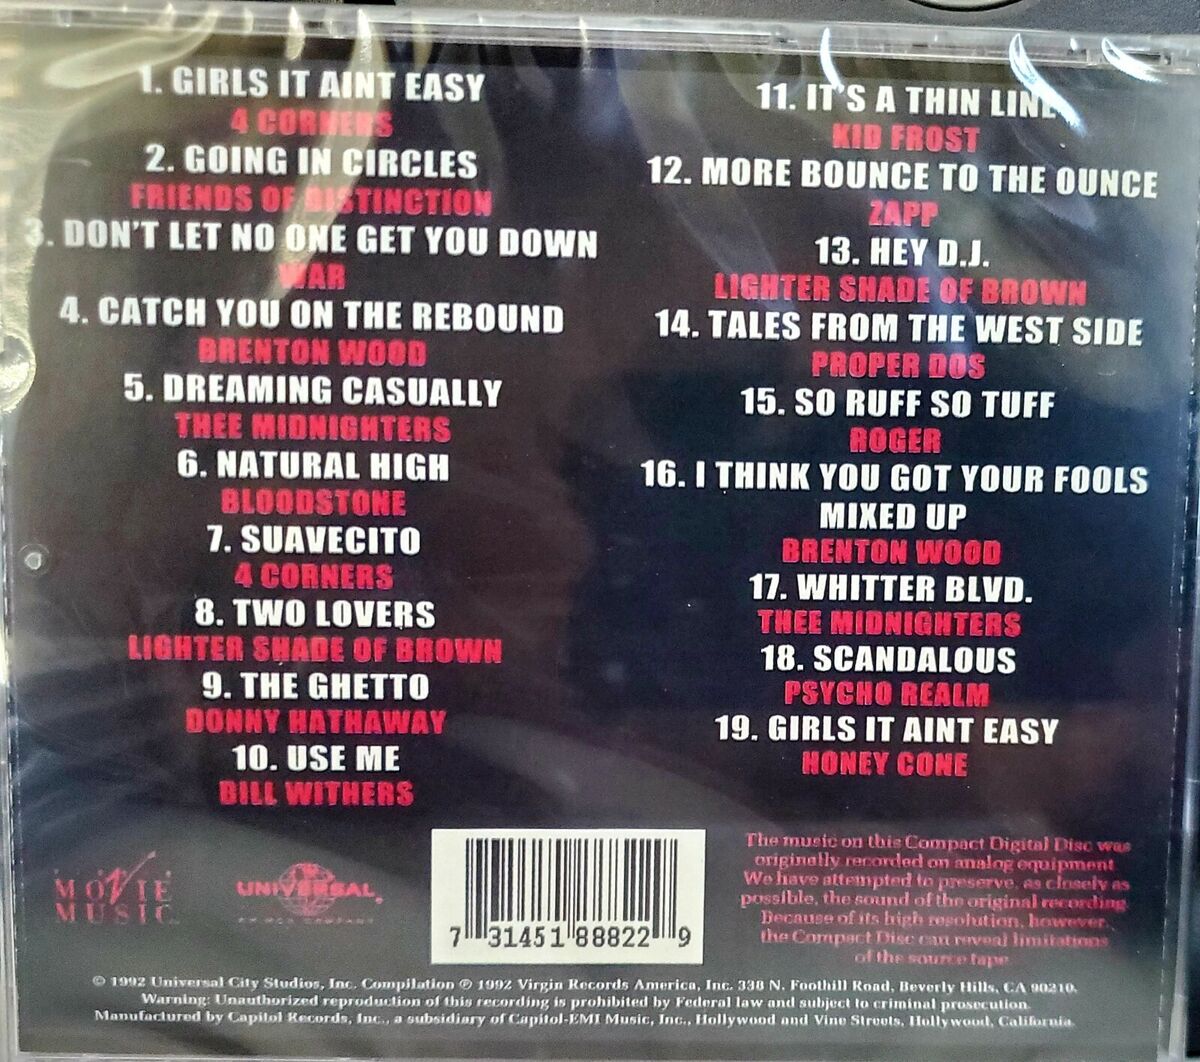 1. GIRLS IT AINT EASY
4 CORNERS
2. GOING IN CIRCLES
FRIENDS OF DISTINCTION
3. DON'T LET NO ONE GET YOU DOWN
WAR
4. CATCH YOU ON THE REBOUND
BRENTON WOOD
5. DREAMING CASUALLY
THEE MIDNIGHTERS
6. NATURAL HIGH
BLOODSTONE
7. SUAVECITO
4 CORNERS
8. TWO LOVERS
LIGHTER SHADE OF BROWN
9. THE GHETTO
DONNY HATHAWAY
10. USE ME
BILL WITHERS
11. IT'S A THIN LINE
KID FROST
12. MORE BOUNCE TO THE OUNCE
ZAPP
13. HEY D.J.
LIGHTER SHADE OF BROWN
14. TALES FROM THE WEST SIDE
PROPER DOS
15. SO RUFF SO TUFF
ROGER
16. I THINK YOU GOT YOUR FOOLS
MIXED UP
BRENTON WOOD
17. WHITTER BLVD.
THEE MIDNIGHTERS
18. SCANDALOUS
PSYCHO REALM
19. GIRLS IT AINT EASY
HONEY CONE
MOVIE
MUSIC
UNIVERSAL
AN MCA COMPANY
7 31451 88822 9
The music on this Compact Digital Disc was
originally recorded on analog equipment.
We have attempted to preserve, as closely as
possible, the sound of the original recording.
Because of its high resolution, however,
the Compact Disc can reveal limitations
of the source tape.
© 1992 Universal City Studios, Inc. Compilation ℗ 1992 Virgin Records America, Inc. 338 N. Foothill Road, Beverly Hills, CA 90210.
Warning: Unauthorized reproduction of this recording is prohibited by Federal law and subject to criminal prosecution.
Manufactured by Capitol Records, Inc., a subsidiary of Capitol-EMI Music, Inc., Hollywood and Vine Streets, Hollywood, California.